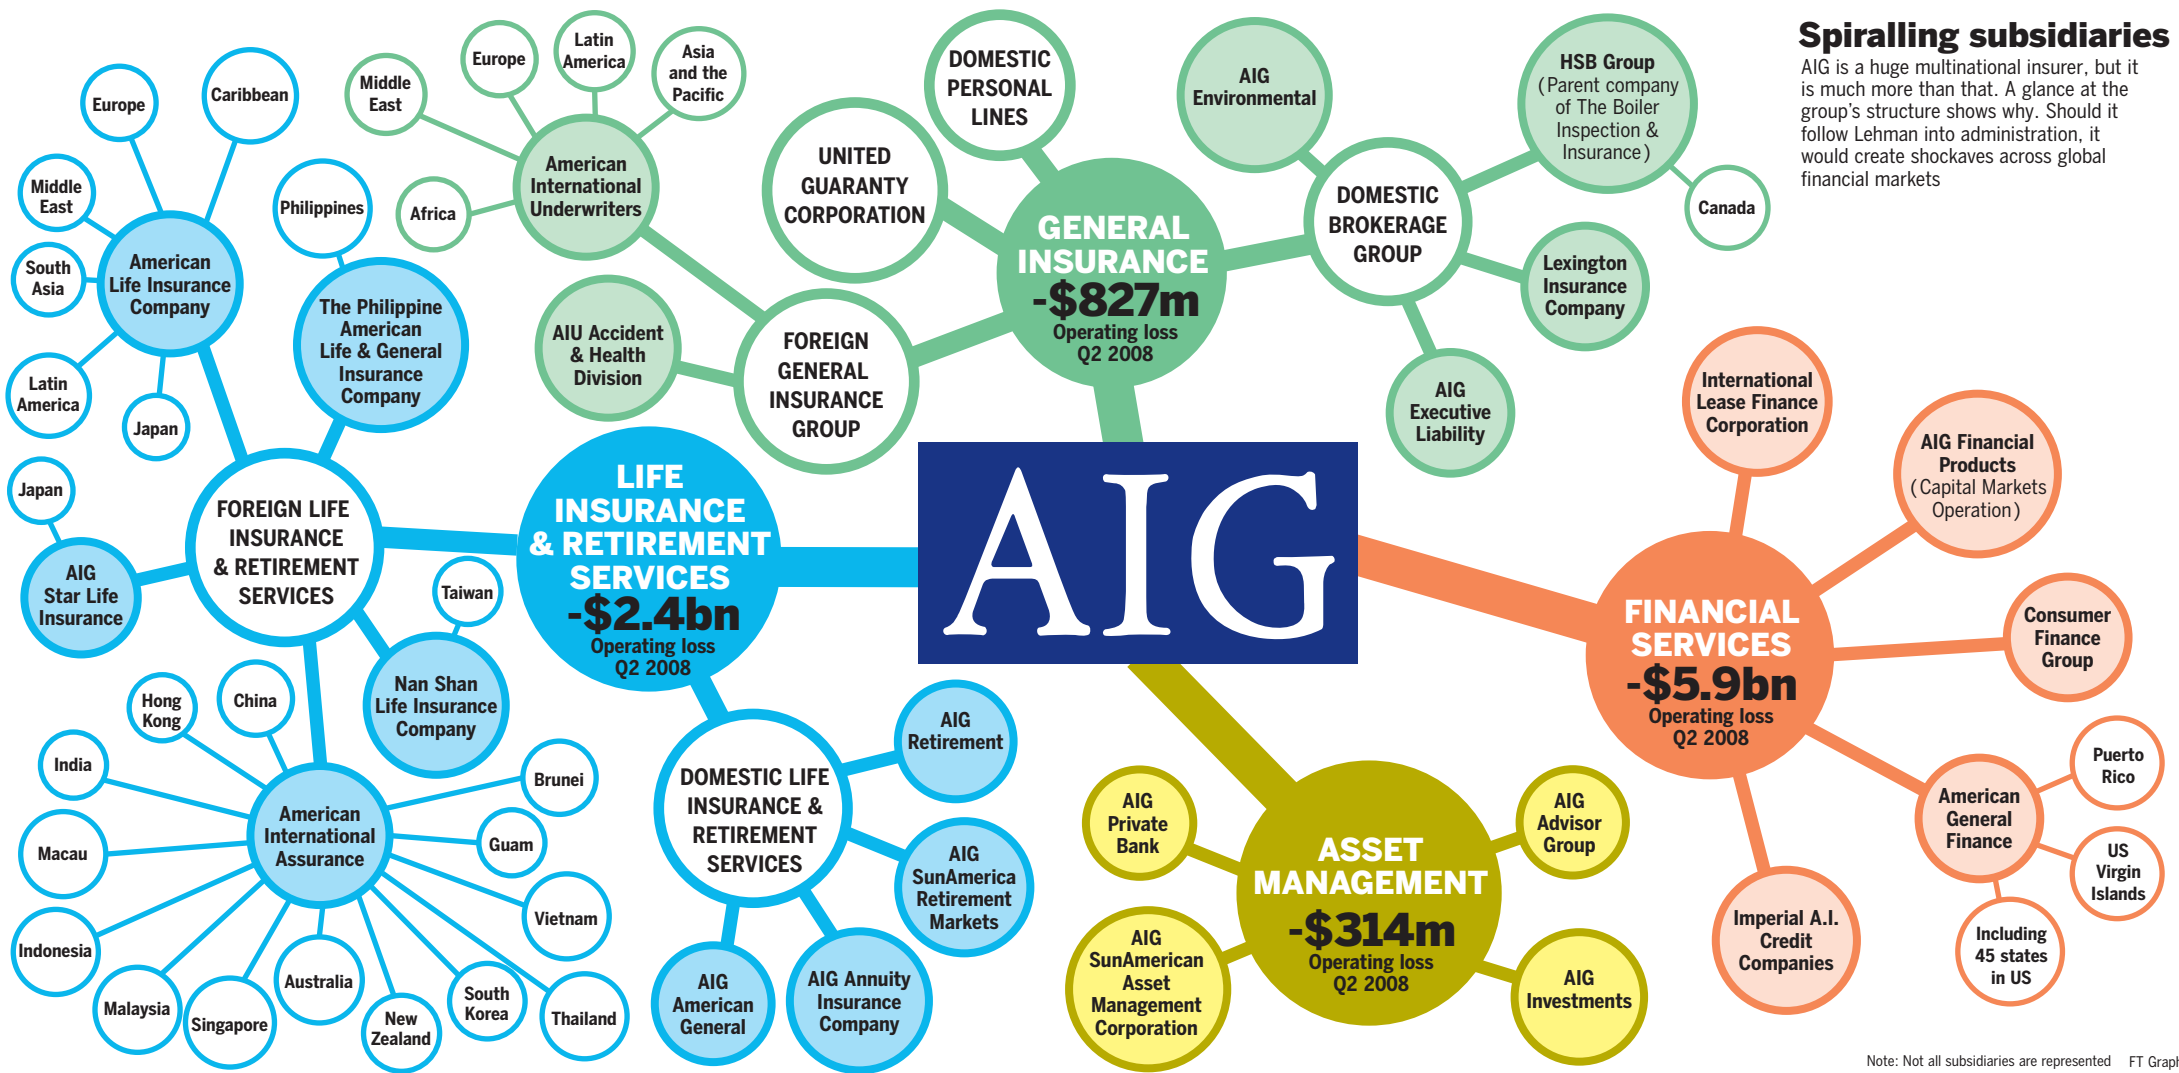 Spiralling subsidiaries
AIG is a huge multinational insurer, but it
is much more than that. A glance at the
group's structure shows why. Should it
follow Lehman into administration, it
would create shockaves across global
financial markets
AIG
GENERAL
INSURANCE
-$827m
Operating loss
Q2 2008
DOMESTIC
PERSONAL
LINES
UNITED
GUARANTY
CORPORATION
FOREIGN
GENERAL
INSURANCE
GROUP
AIU Accident
& Health
Division
American
International
Underwriters
Africa
Middle
East
Europe
Latin
America
Asia
and the
Pacific
DOMESTIC
BROKERAGE
GROUP
AIG
Environmental
HSB Group
(Parent company
of The Boiler
Inspection &
Insurance)
Canada
Lexington
Insurance
Company
AIG
Executive
Liability
LIFE
INSURANCE
& RETIREMENT
SERVICES
-$2.4bn
Operating loss
Q2 2008
FOREIGN LIFE
INSURANCE
& RETIREMENT
SERVICES
American
Life Insurance
Company
Caribbean
Europe
Middle
East
South
Asia
Latin
America
Japan
The Philippine
American
Life & General
Insurance
Company
Philippines
AIG
Star Life
Insurance
Japan
Nan Shan
Life Insurance
Company
Taiwan
American
International
Assurance
China
Hong
Kong
India
Macau
Indonesia
Malaysia
Singapore
Australia
New
Zealand
South
Korea
Thailand
Vietnam
Guam
Brunei
DOMESTIC LIFE
INSURANCE &
RETIREMENT
SERVICES
AIG
Retirement
AIG
SunAmerica
Retirement
Markets
AIG Annuity
Insurance
Company
AIG
American
General
FINANCIAL
SERVICES
-$5.9bn
Operating loss
Q2 2008
International
Lease Finance
Corporation
AIG Financial
Products
(Capital Markets
Operation)
Consumer
Finance
Group
American
General
Finance
Puerto
Rico
US
Virgin
Islands
Including
45 states
in US
Imperial A.I.
Credit
Companies
ASSET
MANAGEMENT
-$314m
Operating loss
Q2 2008
AIG
Private
Bank
AIG
Advisor
Group
AIG
SunAmerican
Asset
Management
Corporation
AIG
Investments
Note: Not all subsidiaries are represented FT Graph